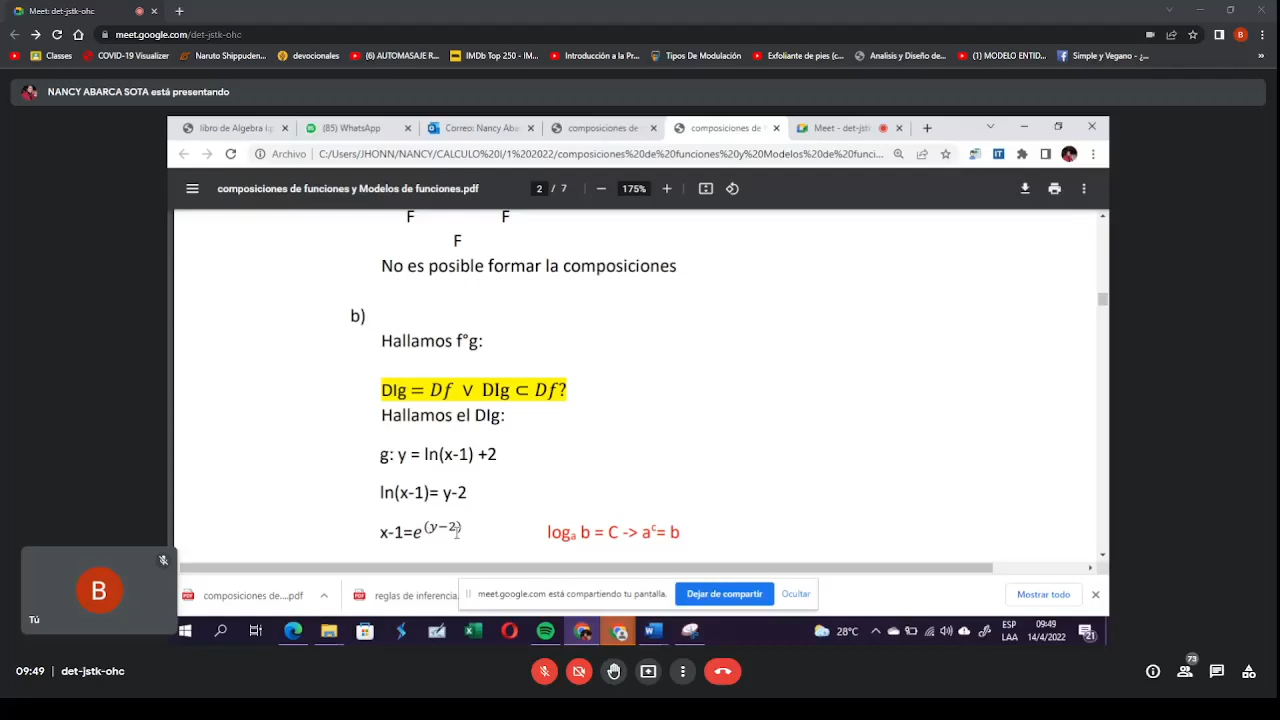 Meet: det-jstk-ohc
meet.google.com/det-jstk-ohc
Classes COVID-19 Visualizer Naruto Shippuden... devocionales (6) AUTOMASAJE R... IMDb Top 250 - IM... Introducción a la Pr... Tipos De Modulación Exfoliante de pies (c... Analisis y Diseño de... (1) MODELO ENTID... Simple y Vegano - ¿... »
NANCY ABARCA SOTA está presentando
libro de Algebra (: (85) WhatsApp Correo: Nancy Aba composiciones de composiciones de Meet - det-jstk
Archivo C:/Users/JHONN/NANCY/CALCULO%20I/1%202022/composiciones%20de%20funciones%20y%20Modelos%20de%20funci...
composiciones de funciones y Modelos de funciones.pdf 2 / 7 — 175% +
F F
F
No es posible formar la composiciones
b)
Hallamos f°g:
DIg = Df ∨ DIg ⊂ Df?
Hallamos el DIg:
g: y = ln(x-1) +2
ln(x-1)= y-2
x-1=e^(y−2) logₐ b = C -> aᶜ= b
B
Tú
composiciones de....pdf reglas de inferencia. meet.google.com está compartiendo tu pantalla. Dejar de compartir Ocultar Mostrar todo
28°C ESP LAA 09:49 14/4/2022 21
09:49 | det-jstk-ohc 73